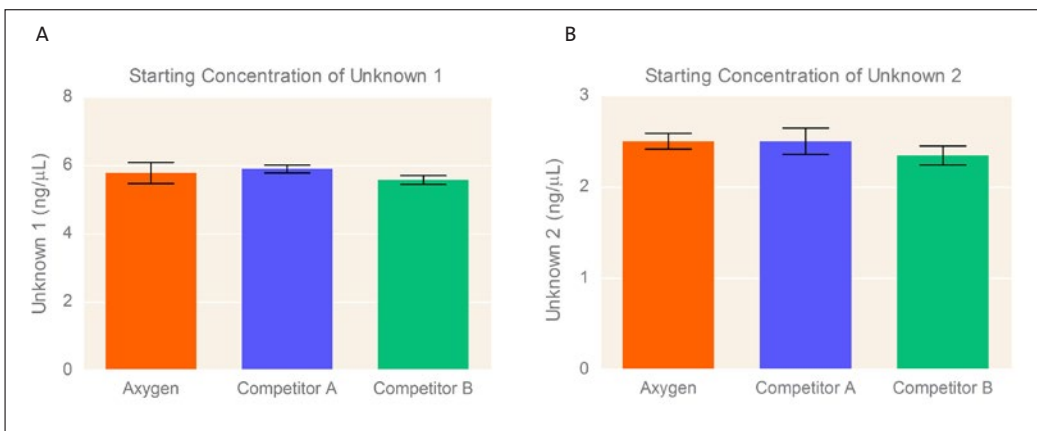 A
Starting Concentration of Unknown 1
Unknown 1 (ng/μL)
8
6
4
2
0
Axygen
Competitor A
Competitor B
B
Starting Concentration of Unknown 2
Unknown 2 (ng/μL)
3
2
1
0
Axygen
Competitor A
Competitor B